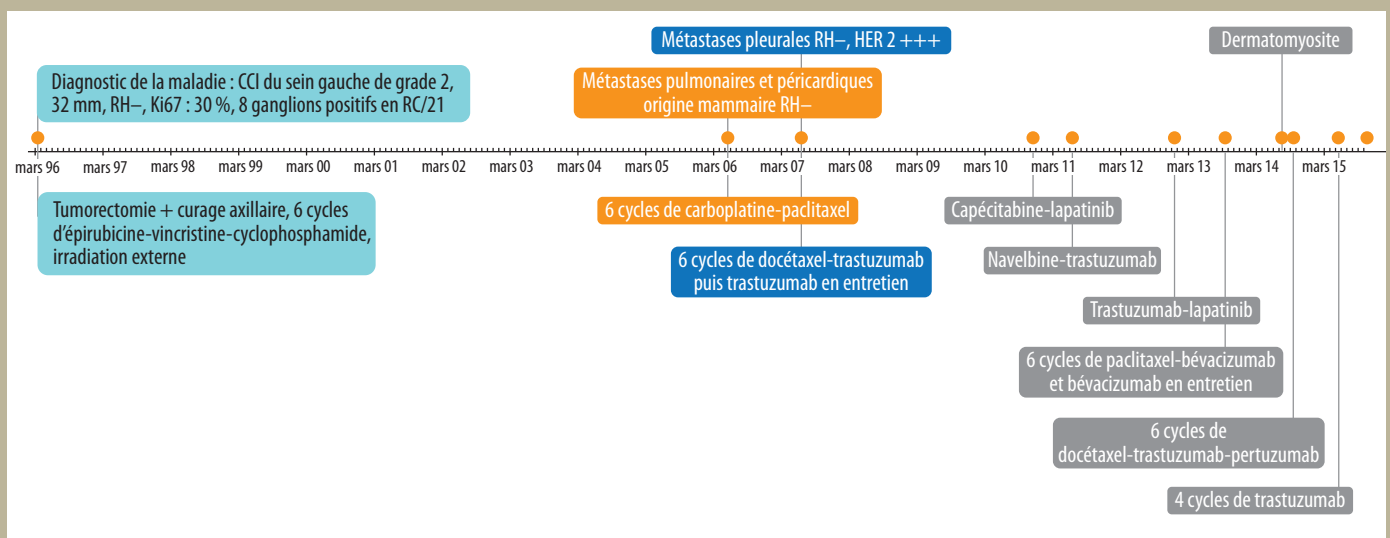 Métastases pleurales RH–, HER 2 +++
Dermatomyosite
Diagnostic de la maladie : CCI du sein gauche de grade 2,
32 mm, RH–, Ki67 : 30 %, 8 ganglions positifs en RC/21
Métastases pulmonaires et péricardiques
origine mammaire RH–
mars 96 mars 97 mars 98 mars 99 mars 00 mars 01 mars 02 mars 03 mars 04 mars 05 mars 06 mars 07 mars 08 mars 09 mars 10 mars 11 mars 12 mars 13 mars 14 mars 15
Tumorectomie + curage axillaire, 6 cycles
d'épirubicine-vincristine-cyclophosphamide,
irradiation externe
6 cycles de carboplatine-paclitaxel
Capécitabine-lapatinib
6 cycles de docétaxel-trastuzumab
puis trastuzumab en entretien
Navelbine-trastuzumab
Trastuzumab-lapatinib
6 cycles de paclitaxel-bévacizumab
et bévacizumab en entretien
6 cycles de
docétaxel-trastuzumab-pertuzumab
4 cycles de trastuzumab